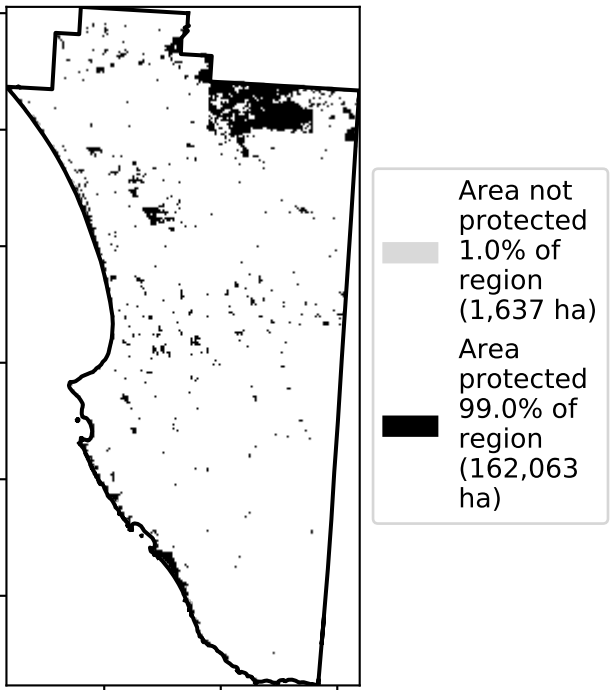 Area not
protected
1.0% of
region
(1,637 ha)
Area
protected
99.0% of
region
(162,063
ha)